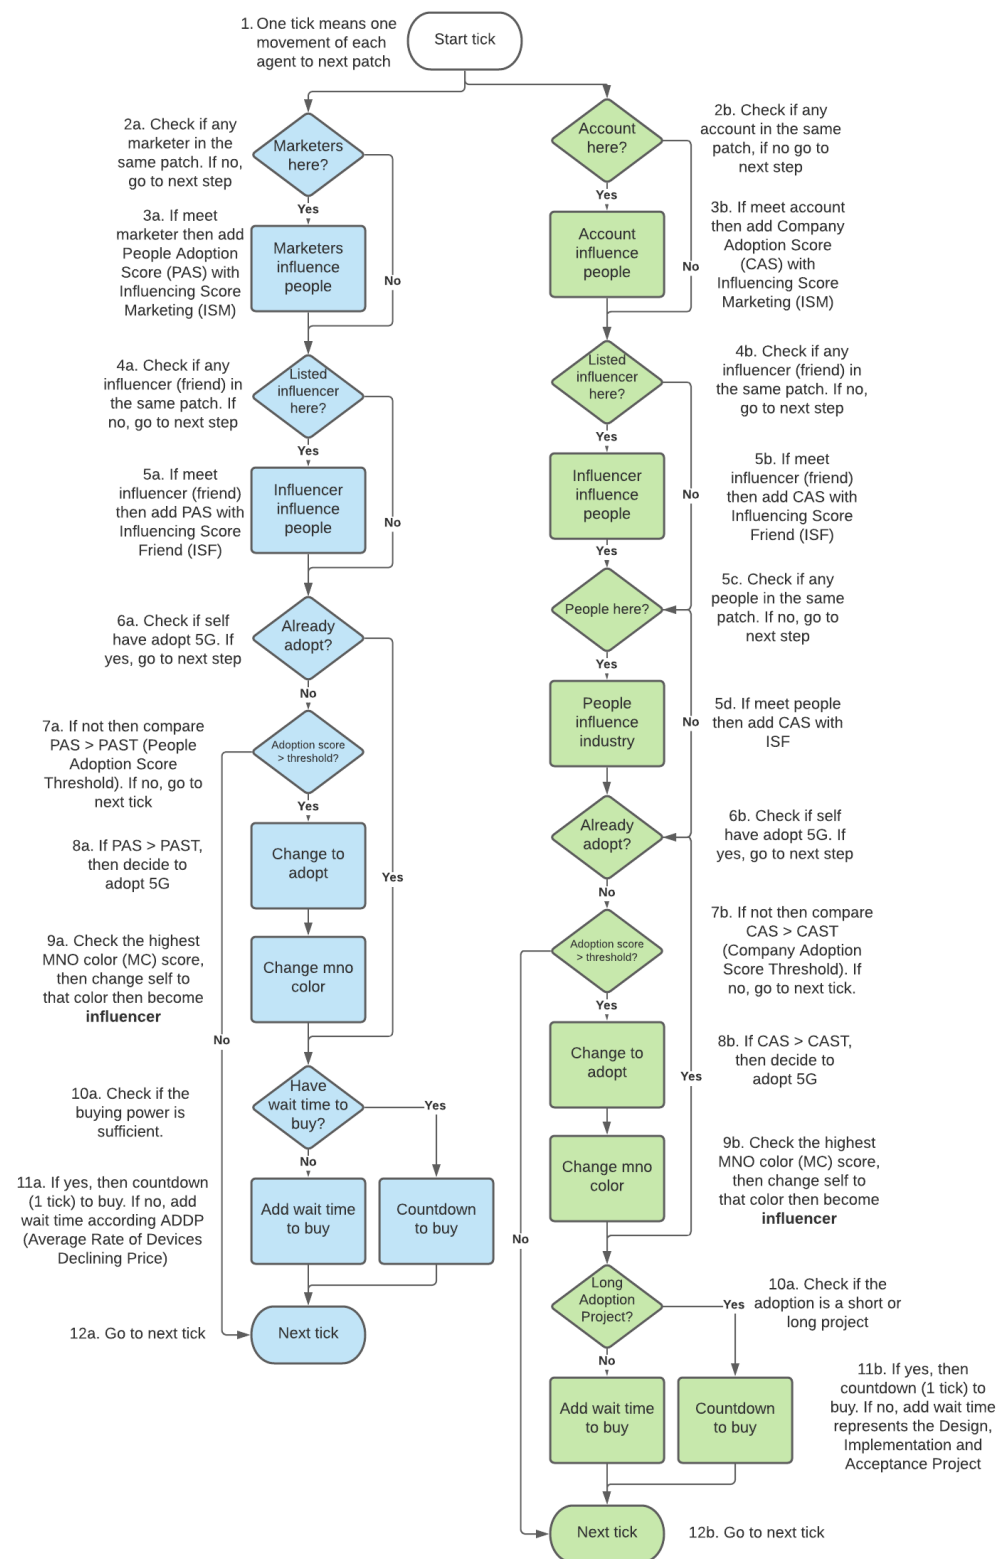 1. One tick means one
movement of each
agent to next patch
Start tick
2a. Check if any
marketer in the
same patch. If no,
go to next step
Marketers
here?
Yes
3a. If meet
marketer then add
People Adoption
Score (PAS) with
Influencing Score
Marketing (ISM)
Marketers
influence
people
No
4a. Check if any
influencer (friend) in
the same patch. If
no, go to next step
Listed
influencer
here?
Yes
5a. If meet
influencer (friend)
then add PAS with
Influencing Score
Friend (ISF)
Influencer
influence
people
No
6a. Check if self
have adopt 5G. If
yes, go to next step
Already
adopt?
No
7a. If not then compare
PAS > PAST (People
Adoption Score
Threshold). If no, go to
next tick
Adoption score
> threshold?
Yes
8a. If PAS > PAST,
then decide to
adopt 5G
Change to
adopt
Yes
9a. Check the highest
MNO color (MC) score,
then change self to
that color then become
influencer
Change mno
color
No
10a. Check if the
buying power is
sufficient.
Have
wait time to
buy?
Yes
No
11a. If yes, then countdown
(1 tick) to buy. If no, add
wait time according ADDP
(Average Rate of Devices
Declining Price)
Add wait time
to buy
Countdown
to buy
12a. Go to next tick
Next tick
Account
here?
2b. Check if any
account in the same
patch, if no go to
next step
Yes
Account
influence
people
3b. If meet account
then add Company
Adoption Score
(CAS) with
Influencing Score
Marketing (ISM)
No
Listed
influencer
here?
4b. Check if any
influencer (friend) in
the same patch. If no,
go to next step
Yes
Influencer
influence
people
5b. If meet
influencer (friend)
then add CAS with
Influencing Score
Friend (ISF)
No
Yes
People here?
5c. Check if any
people in the same
patch. If no, go to
next step
Yes
People
influence
industry
No
5d. If meet people
then add CAS with
ISF
Already
adopt?
6b. Check if self
have adopt 5G. If
yes, go to next step
No
Adoption score
> threshold?
7b. If not then compare
CAS > CAST
(Company Adoption
Score Threshold). If
no, go to next tick.
Yes
Change to
adopt
Yes
8b. If CAS > CAST,
then decide to
adopt 5G
Change mno
color
9b. Check the highest
MNO color (MC) score,
then change self to
that color then become
influencer
No
Long
Adoption
Project?
Yes
10a. Check if the
adoption is a short or
long project
No
Add wait time
to buy
Countdown
to buy
11b. If yes, then
countdown (1 tick) to
buy. If no, add wait time
represents the Design,
Implementation and
Acceptance Project
Next tick
12b. Go to next tick